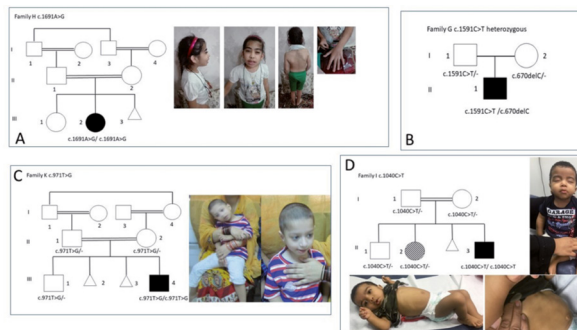 Family H c.1691A>G
I
1
2
3
4
II
1
2
III
1
2
3
c.1691A>G/ c.1691A>G
A
Family G c.1591C>T heterozygous
I
1
2
c.1591C>T/-
c.670delC/-
II
1
c.1591C>T /c.670delC
B
C
Family K c.971T>G
I
1
2
3
4
II
1
2
c.971T>G/-
c.971T>G/-
III
1
2
3
4
c.971T>G/-
c.971T>G/c.971T>G
D
Family I c.1040C>T
I
1
2
c.1040C>T/-
c.1040C>T/-
II
1
2
3
c.1040C>T/-
c.1040C>T/-
c.1040C>T/ c.1040C>T